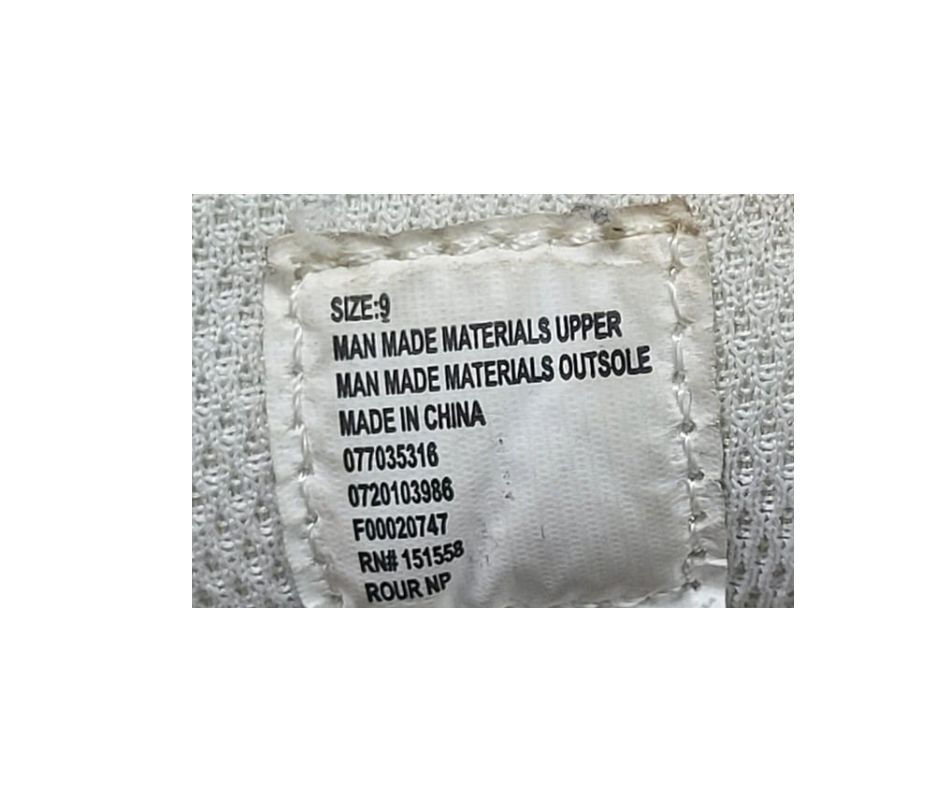 SIZE:9
MAN MADE MATERIALS UPPER
MAN MADE MATERIALS OUTSOLE
MADE IN CHINA
077035316
0720103986
F00020747
RN# 151558
ROUR NP